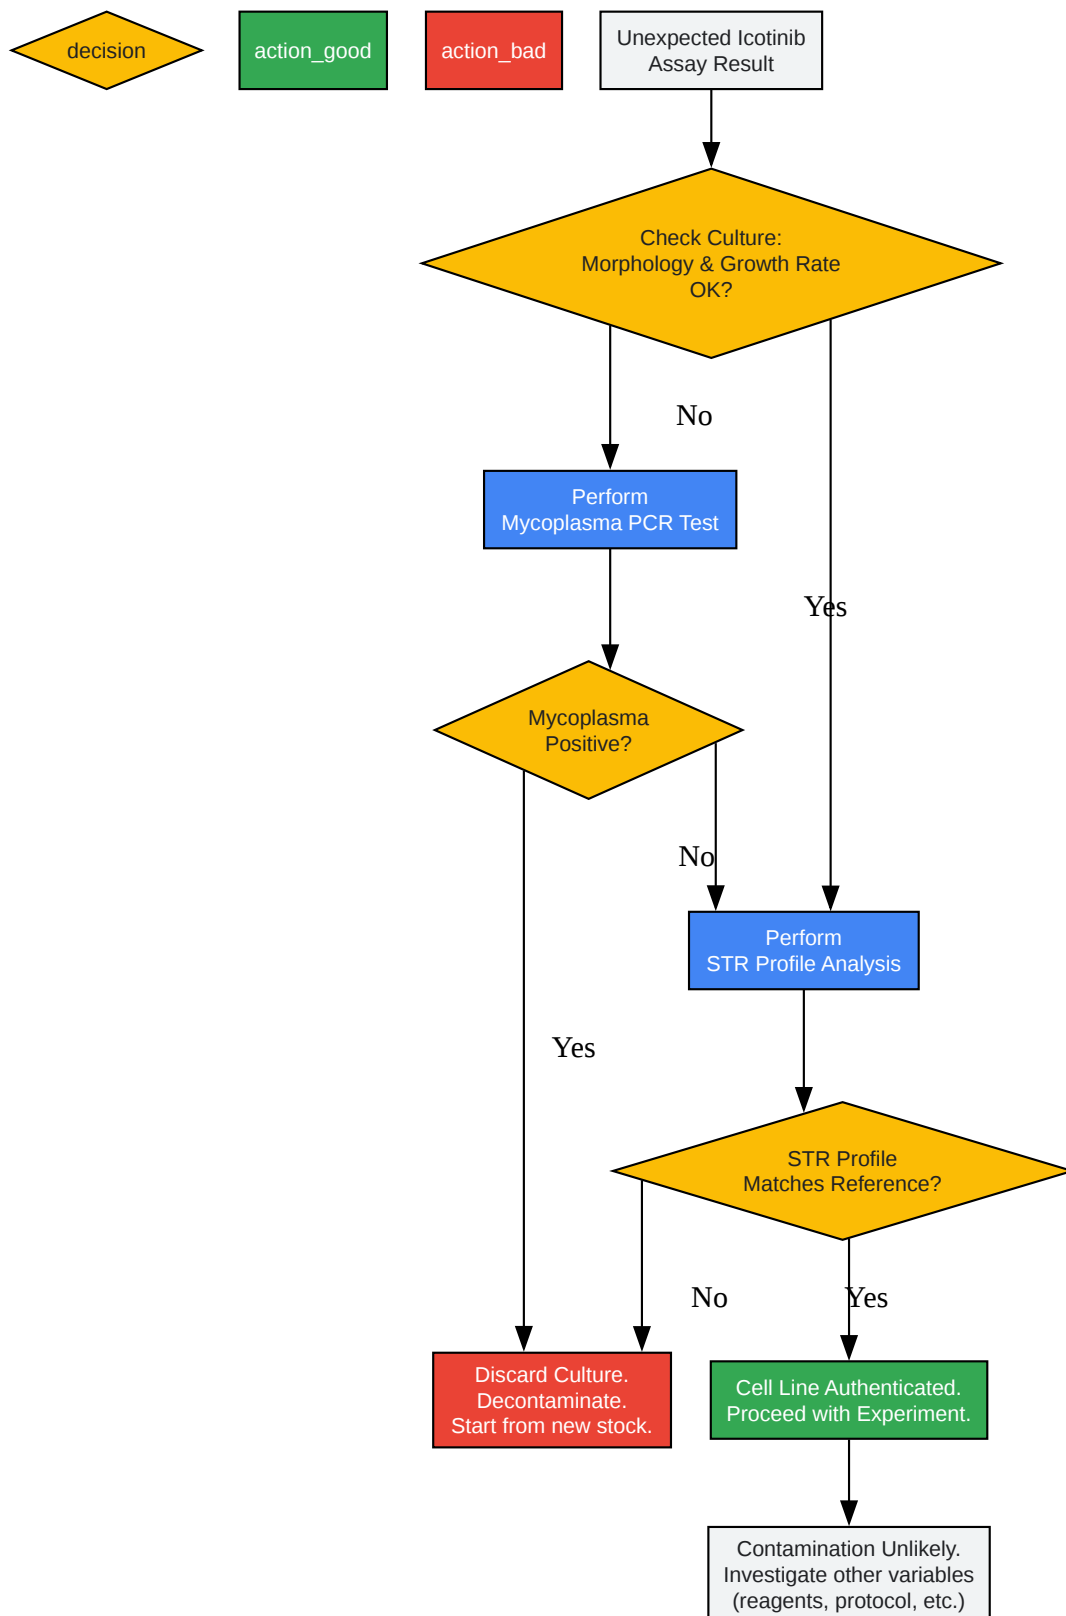 decision
action_good
action_bad
Unexpected Icotinib
Assay Result
Check Culture:
Morphology & Growth Rate
OK?
No
Perform
Mycoplasma PCR Test
Yes
Mycoplasma
Positive?
No
Perform
STR Profile Analysis
Yes
STR Profile
Matches Reference?
No
Yes
Discard Culture.
Decontaminate.
Start from new stock.
Cell Line Authenticated.
Proceed with Experiment.
Contamination Unlikely.
Investigate other variables
(reagents, protocol, etc.)